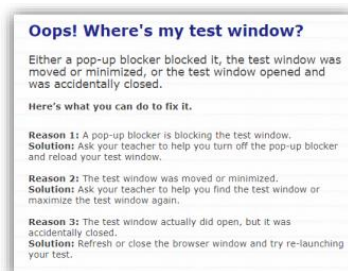 Oops! Where's my test window?
Either a pop-up blocker blocked it, the test window was
moved or minimized, or the test window opened and
was accidentally closed.
Here's what you can do to fix it.
Reason 1: A pop-up blocker is blocking the test window.
Solution: Ask your teacher to help you turn off the pop-up blocker
and reload your test window.
Reason 2: The test window was moved or minimized.
Solution: Ask your teacher to help you find the test window or
maximize the test window again.
Reason 3: The test window actually did open, but it was
accidentally closed.
Solution: Refresh or close the browser window and try re-launching
your test.